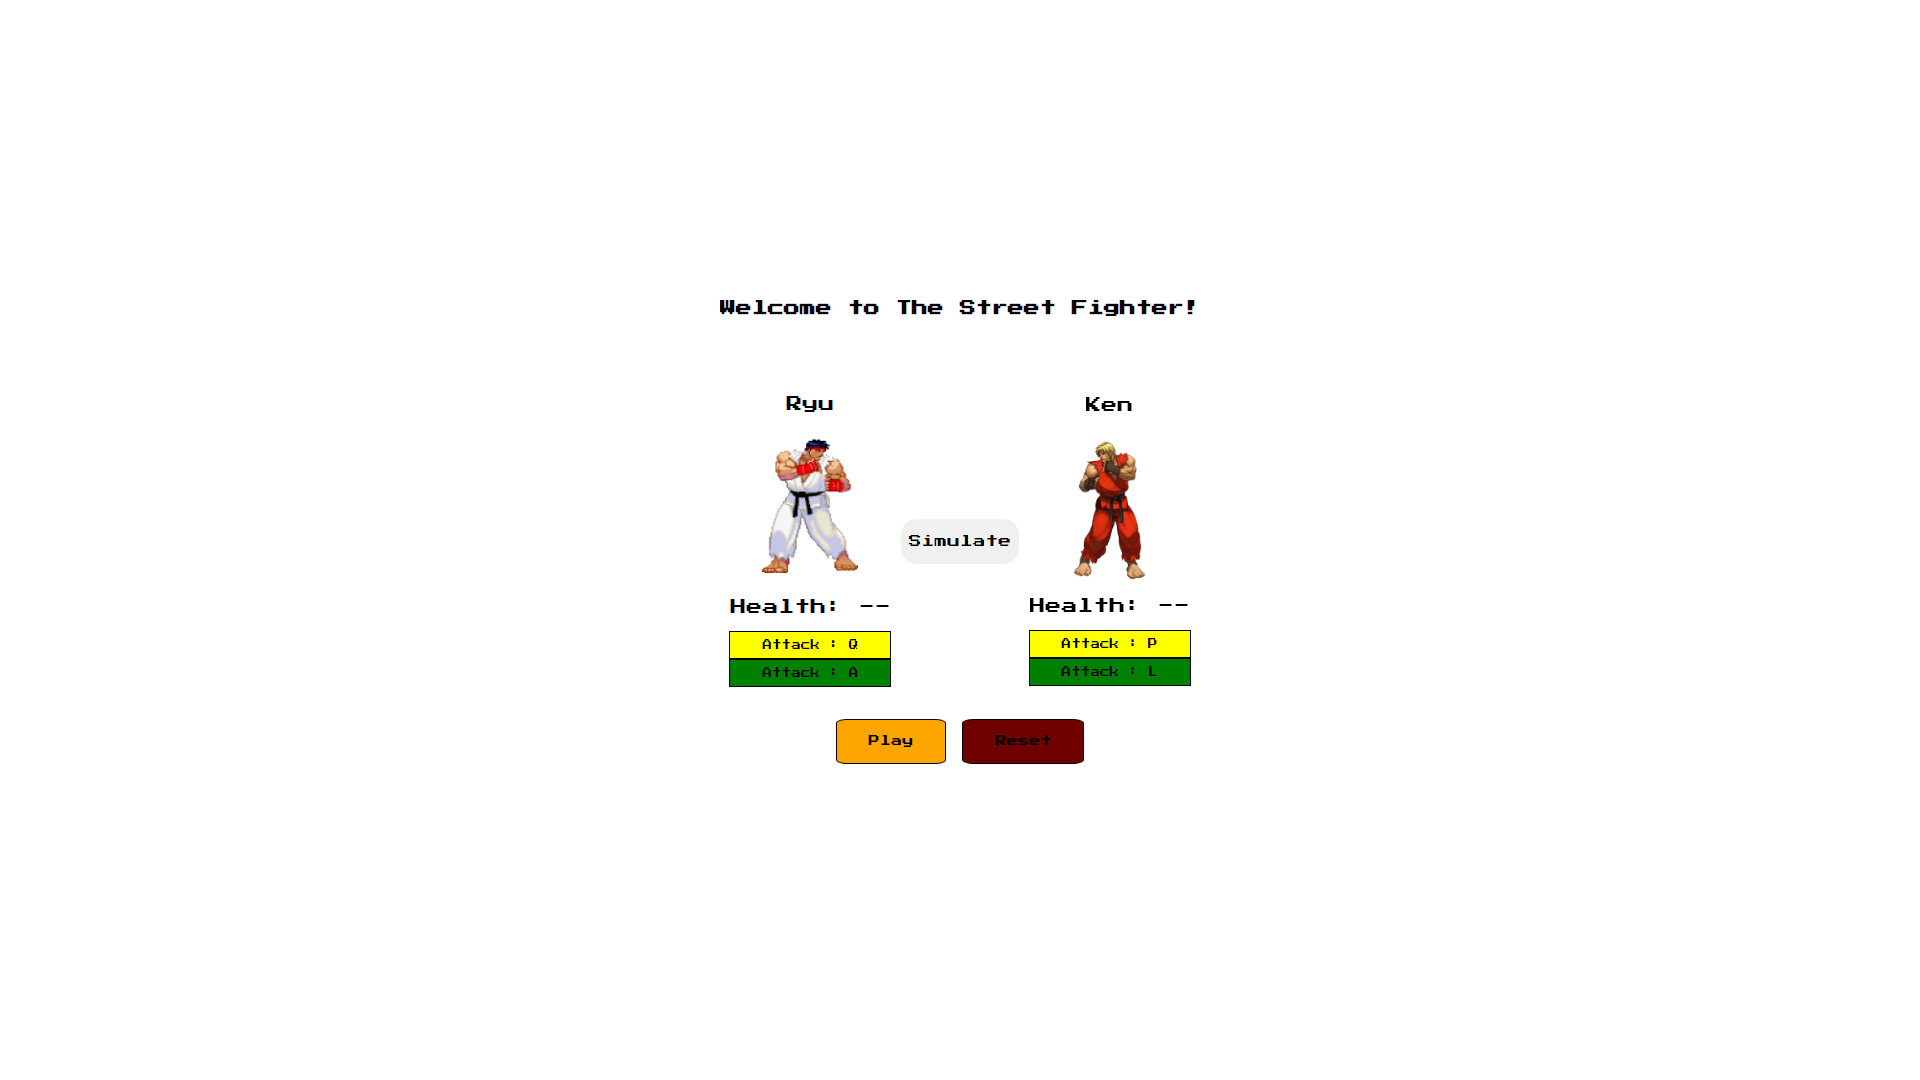 Welcome to The Street Fighter!
Ryu
Ken
Simulate
Health: --
Attack : Q
Attack : A
Health: --
Attack : P
Attack : L
Play
Reset